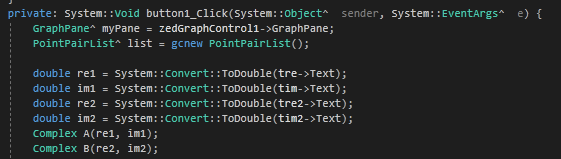 private: System::Void button1_Click(System::Object^ sender, System::EventArgs^ e) {
GraphPane^ myPane = zedGraphControl1->GraphPane;
PointPairList^ list = gcnew PointPairList();
double re1 = System::Convert::ToDouble(tre->Text);
double im1 = System::Convert::ToDouble(tim->Text);
double re2 = System::Convert::ToDouble(tre2->Text);
double im2 = System::Convert::ToDouble(tim2->Text);
Complex A(re1, im1);
Complex B(re2, im2);